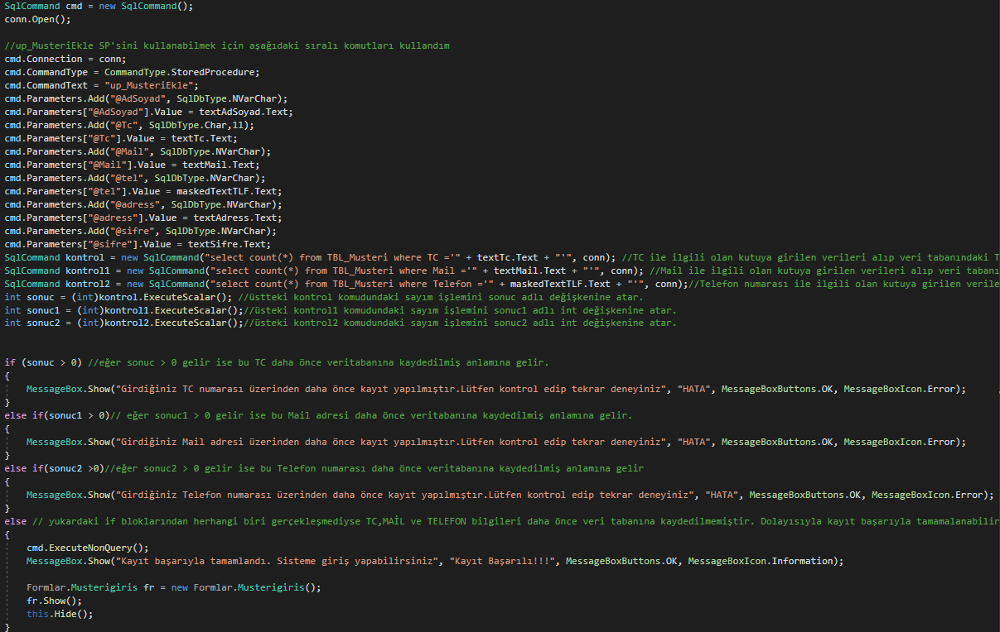 SqlCommand cmd = new SqlCommand();
conn.Open();
//up_MusteriEkle SP'sini kullanabilmek için aşağıdaki sıralı komutları kullandım
cmd.Connection = conn;
cmd.CommandType = CommandType.StoredProcedure;
cmd.CommandText = "up_MusteriEkle";
cmd.Parameters.Add("@AdSoyad", SqlDbType.NVarChar);
cmd.Parameters["@AdSoyad"].Value = textAdSoyad.Text;
cmd.Parameters.Add("@Tc", SqlDbType.Char,11);
cmd.Parameters["@Tc"].Value = textTc.Text;
cmd.Parameters.Add("@Mail", SqlDbType.NVarChar);
cmd.Parameters["@Mail"].Value = textMail.Text;
cmd.Parameters.Add("@tel", SqlDbType.NVarChar);
cmd.Parameters["@tel"].Value = maskedTextTLF.Text;
cmd.Parameters.Add("@adress", SqlDbType.NVarChar);
cmd.Parameters["@adress"].Value = textAdress.Text;
cmd.Parameters.Add("@sifre", SqlDbType.NVarChar);
cmd.Parameters["@sifre"].Value = textSifre.Text;
SqlCommand kontrol = new SqlCommand("select count(*) from TBL_Musteri where TC ='" + textTc.Text + "'", conn); //TC ile ilgili olan kutuya girilen verileri alıp veri tabanındaki T
SqlCommand kontrol1 = new SqlCommand("select count(*) from TBL_Musteri where Mail ='" + textMail.Text + "'", conn); //Mail ile ilgili olan kutuya girilen verileri alıp veri tabanı
SqlCommand kontrol2 = new SqlCommand("select count(*) from TBL_Musteri where Telefon ='" + maskedTextTLF.Text + "'", conn);//Telefon numarası ile ilgili olan kutuya girilen verile
int sonuc = (int)kontrol.ExecuteScalar(); //üstteki kontrol komudundaki sayım işlemini sonuc adlı değişkenine atar.
int sonuc1 = (int)kontrol1.ExecuteScalar();//üsteki kontrol1 komudundaki sayım işlemini sonuc1 adlı int değişkenine atar.
int sonuc2 = (int)kontrol2.ExecuteScalar();//üsteki kontrol2 komudundaki sayım işlemini sonuc2 adlı int değişkenine atar.
if (sonuc > 0) //eğer sonuc > 0 gelir ise bu TC daha önce veritabanına kaydedilmiş anlamına gelir.
{
MessageBox.Show("Girdiğiniz TC numarası üzerinden daha önce kayıt yapılmıştır.Lütfen kontrol edip tekrar deneyiniz", "HATA", MessageBoxButtons.OK, MessageBoxIcon.Error);
}
else if(sonuc1 > 0)// eğer sonuc1 > 0 gelir ise bu Mail adresi daha önce veritabanına kaydedilmiş anlamına gelir.
{
MessageBox.Show("Girdiğiniz Mail adresi üzerinden daha önce kayıt yapılmıştır.Lütfen kontrol edip tekrar deneyiniz", "HATA", MessageBoxButtons.OK, MessageBoxIcon.Error);
}
else if(sonuc2 >0)//eğer sonuc2 > 0 gelir ise bu Telefon numarası daha önce veritabanına kaydedilmiş anlamına gelir
{
MessageBox.Show("Girdiğiniz Telefon numarası üzerinden daha önce kayıt yapılmıştır.Lütfen kontrol edip tekrar deneyiniz", "HATA", MessageBoxButtons.OK, MessageBoxIcon.Error);
}
else // yukardaki if bloklarından herhangi biri gerçekleşmediyse TC,MAİL ve TELEFON bilgileri daha önce veri tabanına kaydedilmemiştir. Dolayısıyla kayıt başarıyla tamamalanabilir
{
cmd.ExecuteNonQuery();
MessageBox.Show("Kayıt başarıyla tamamlandı. Sisteme giriş yapabilirsiniz", "Kayıt Başarılı!!!", MessageBoxButtons.OK, MessageBoxIcon.Information);
Formlar.Musterigiris fr = new Formlar.Musterigiris();
fr.Show();
this.Hide();
}